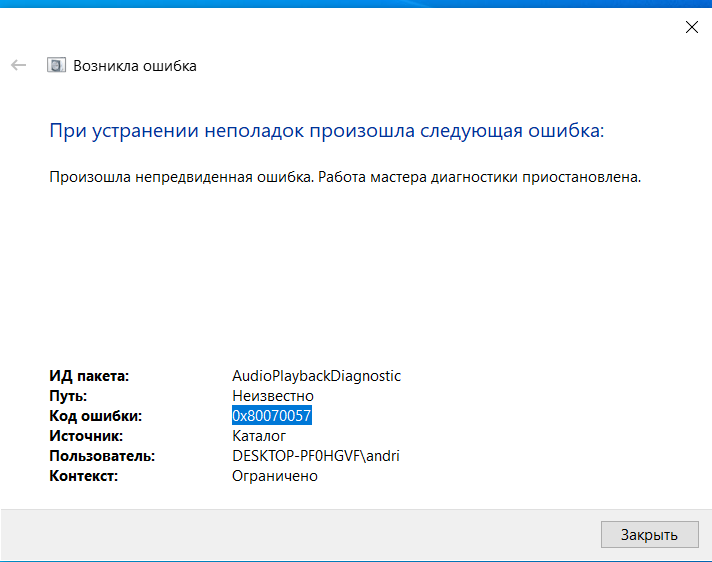 Возникла ошибка
При устранении неполадок произошла следующая ошибка:
Произошла непредвиденная ошибка. Работа мастера диагностики приостановлена.
ИД пакета: AudioPlaybackDiagnostic
Путь: Неизвестно
Код ошибки: 0x80070057
Источник: Каталог
Пользователь: DESKTOP-PF0HGVF\andri
Контекст: Ограничено
Закрыть